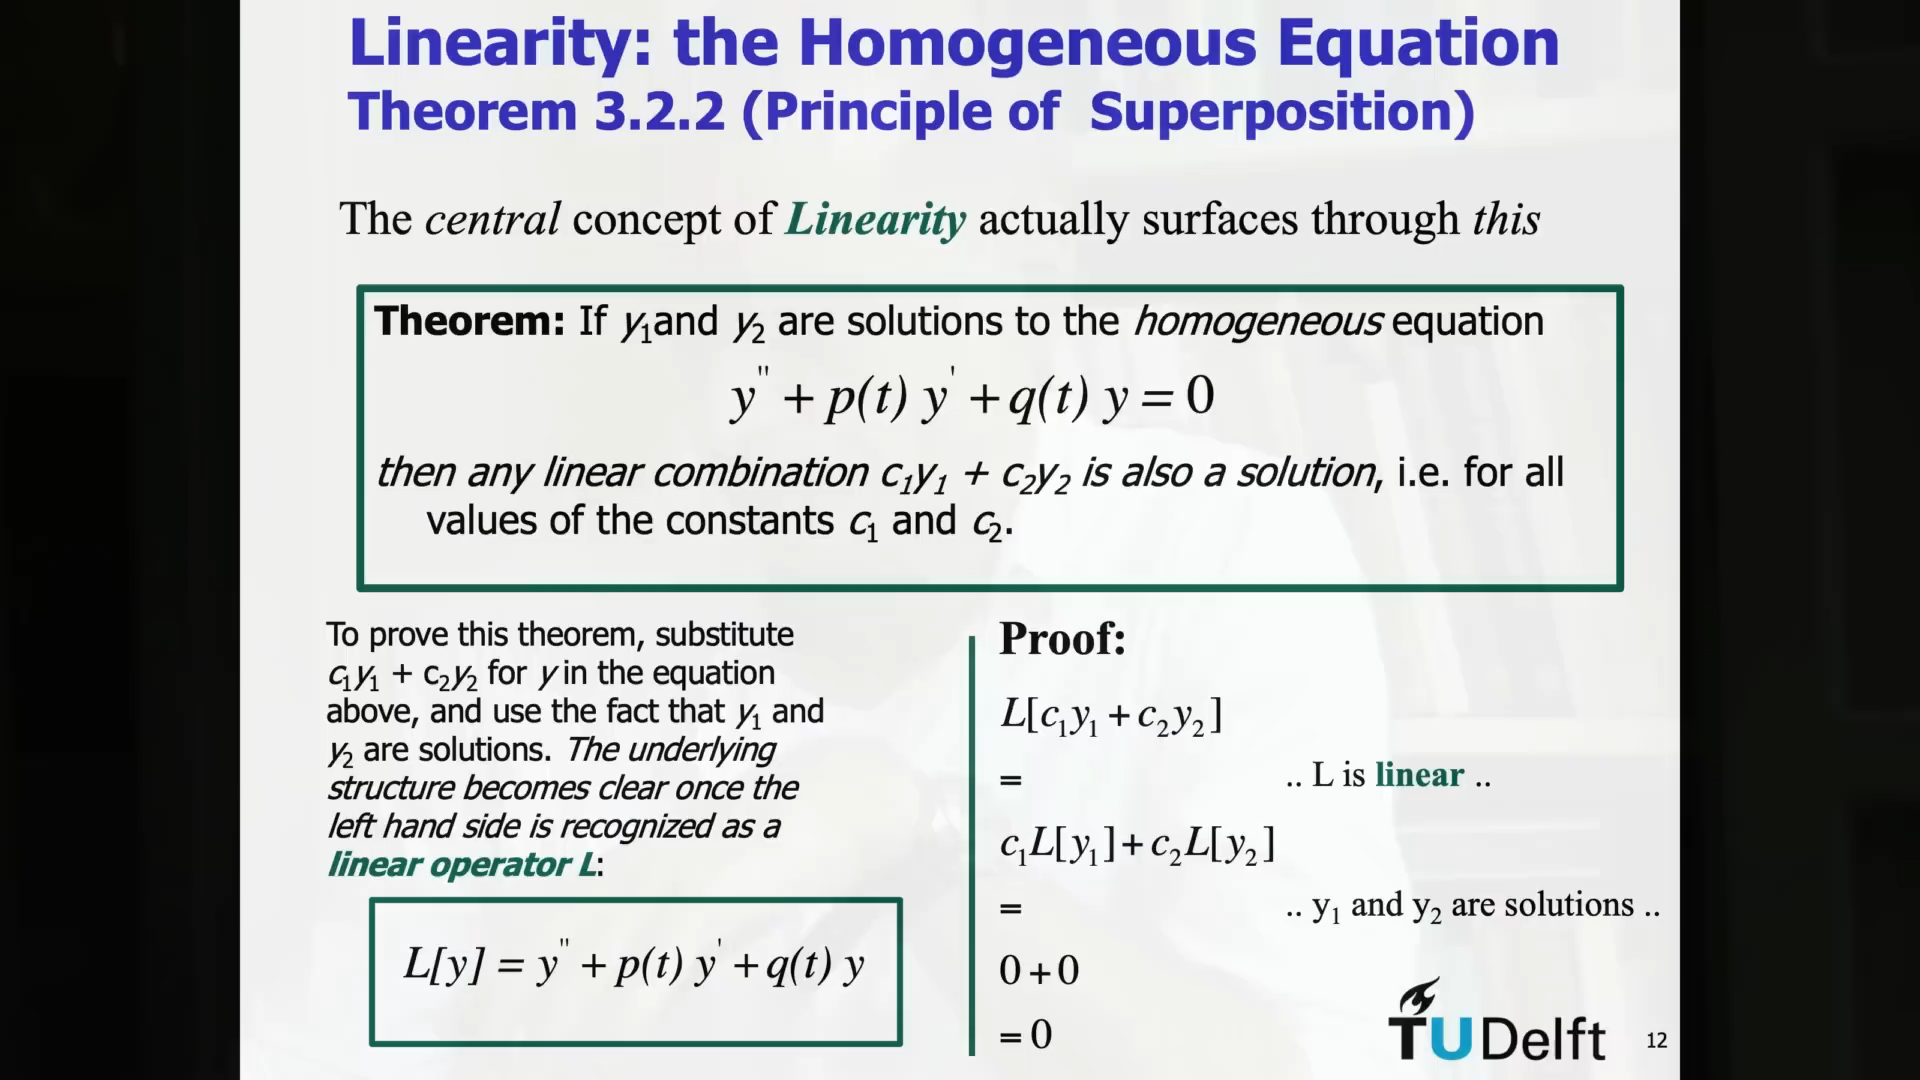 Linearity: the Homogeneous Equation
Theorem 3.2.2 (Principle of Superposition)
The central concept of Linearity actually surfaces through this
Theorem: If y₁and y₂ are solutions to the homogeneous equation
y'' + p(t) y' + q(t) y = 0
then any linear combination c₁y₁ + c₂y₂ is also a solution, i.e. for all
values of the constants c₁ and c₂.
To prove this theorem, substitute
c₁y₁ + c₂y₂ for y in the equation
above, and use the fact that y₁ and
y₂ are solutions. The underlying
structure becomes clear once the
left hand side is recognized as a
linear operator L:
L[y] = y'' + p(t) y' + q(t) y
Proof:
L[c₁y₁ + c₂y₂]
= .. L is linear ..
c₁L[y₁] + c₂L[y₂]
= .. y₁ and y₂ are solutions ..
0 + 0
= 0
TU Delft
12